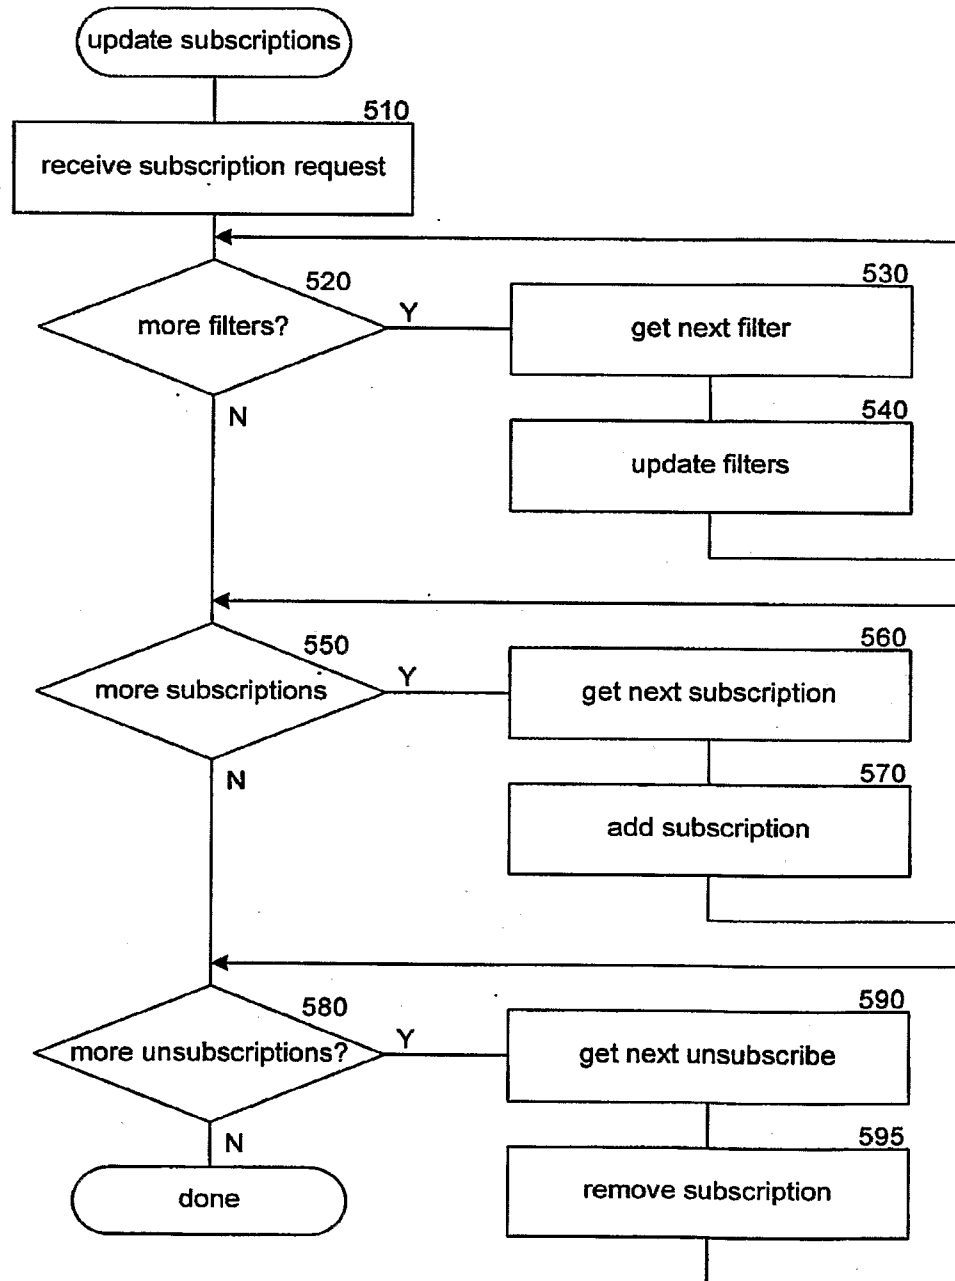 update subscriptions
510
receive subscription request
520
more filters?
Y
530
get next filter
N
540
update filters
550
more subscriptions
Y
560
get next subscription
N
570
add subscription
580
more unsubscriptions?
Y
590
get next unsubscribe
N
595
remove subscription
done